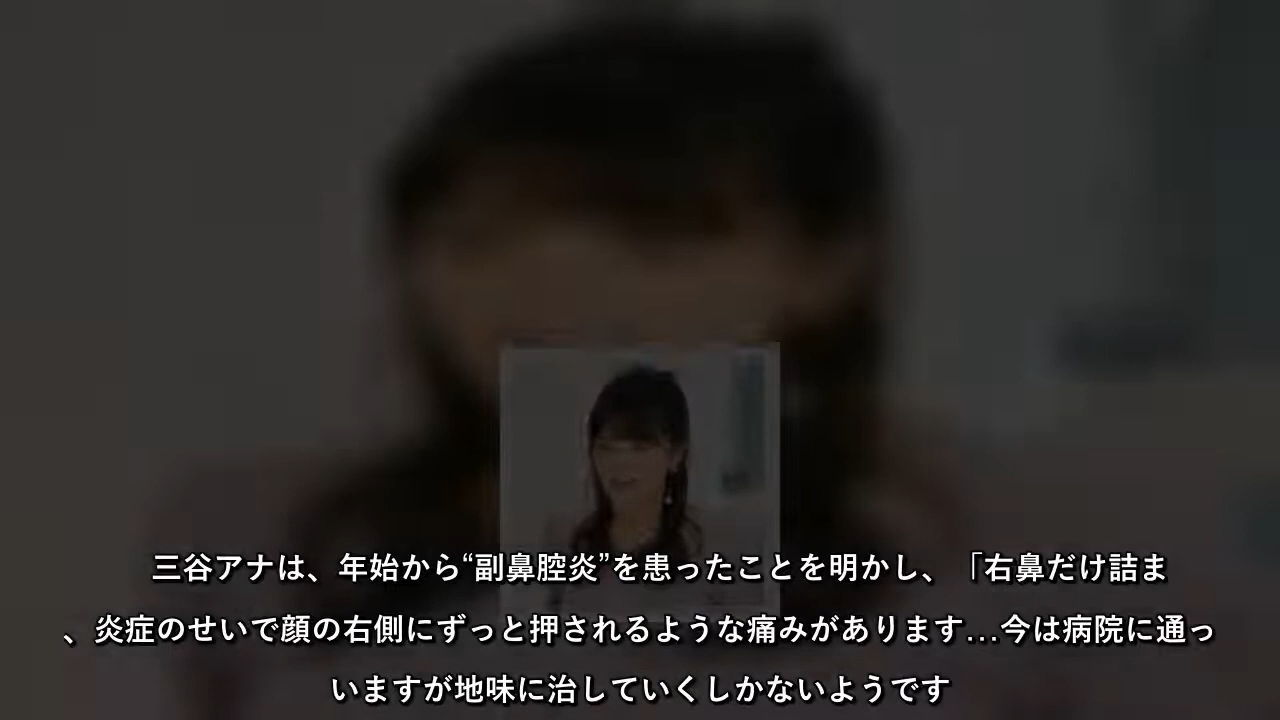 三谷アナは、年始から“副鼻腔炎”を患ったことを明かし、「右鼻だけ詰ま
、炎症のせいで顔の右側にずっと押されるような痛みがあります…今は病院に通っ
いますが地味に治していくしかないようです